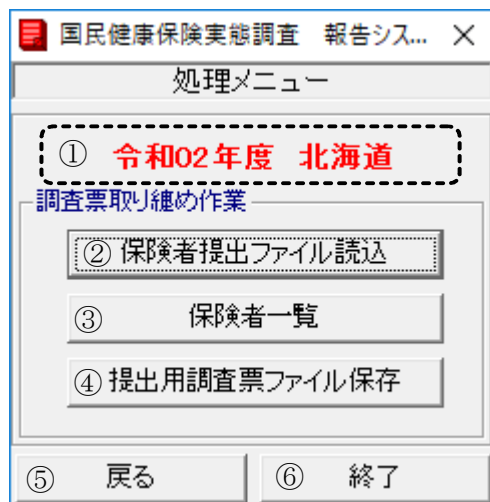 国民健康保険実態調査 報告シス...
処理メニュー
① 令和02年度 北海道
調査票取り纏め作業
② 保険者提出ファイル読込
③ 保険者一覧
④ 提出用調査票ファイル保存
⑤ 戻る ⑥ 終了